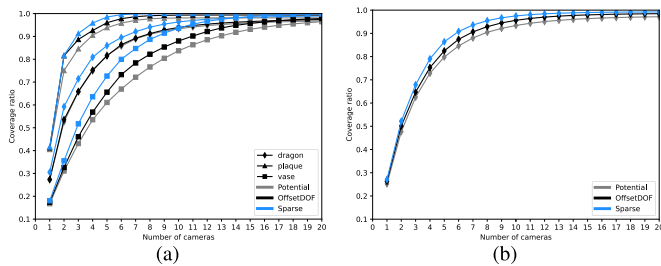 1.0
0.9
0.8
0.7
0.6
0.5
0.4
0.3
0.2
0.1
Coverage ratio
0 1 2 3 4 5 6 7 8 9 10 11 12 13 14 15 16 17 18 19 20
Number of cameras
dragon
plaque
vase
Potential
OffsetDOF
Sparse
(a)
1.0
0.9
0.8
0.7
0.6
0.5
0.4
0.3
0.2
0.1
Coverage ratio
0 1 2 3 4 5 6 7 8 9 10 11 12 13 14 15 16 17 18 19 20
Number of cameras
Potential
OffsetDOF
Sparse
(b)